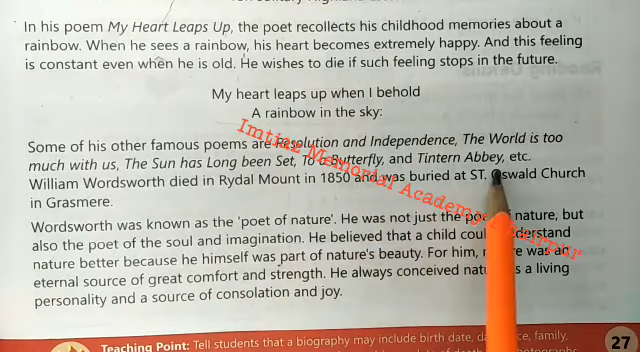 In his poem My Heart Leaps Up, the poet recollects his childhood memories about a
rainbow. When he sees a rainbow, his heart becomes extremely happy. And this feeling
is constant even when he is old. He wishes to die if such feeling stops in the future.
My heart leaps up when I behold
A rainbow in the sky:
Some of his other famous poems are Resolution and Independence, The World is too
much with us, The Sun has Long been Set, To a Butterfly, and Tintern Abbey, etc.
William Wordsworth died in Rydal Mount in 1850 and was buried at ST. Oswald Church
in Grasmere.
Wordsworth was known as the 'poet of nature'. He was not just the nature, but
also the poet of the soul and imagination. He believed that a child could understand
nature better because he himself was part of nature's beauty. For him, was an
eternal source of great comfort and strength. He always conceived a living
personality and a source of consolation and joy.
Imtiaz Memorial Academy
Teaching Point: Tell students that a biography may include birth date, family,
27